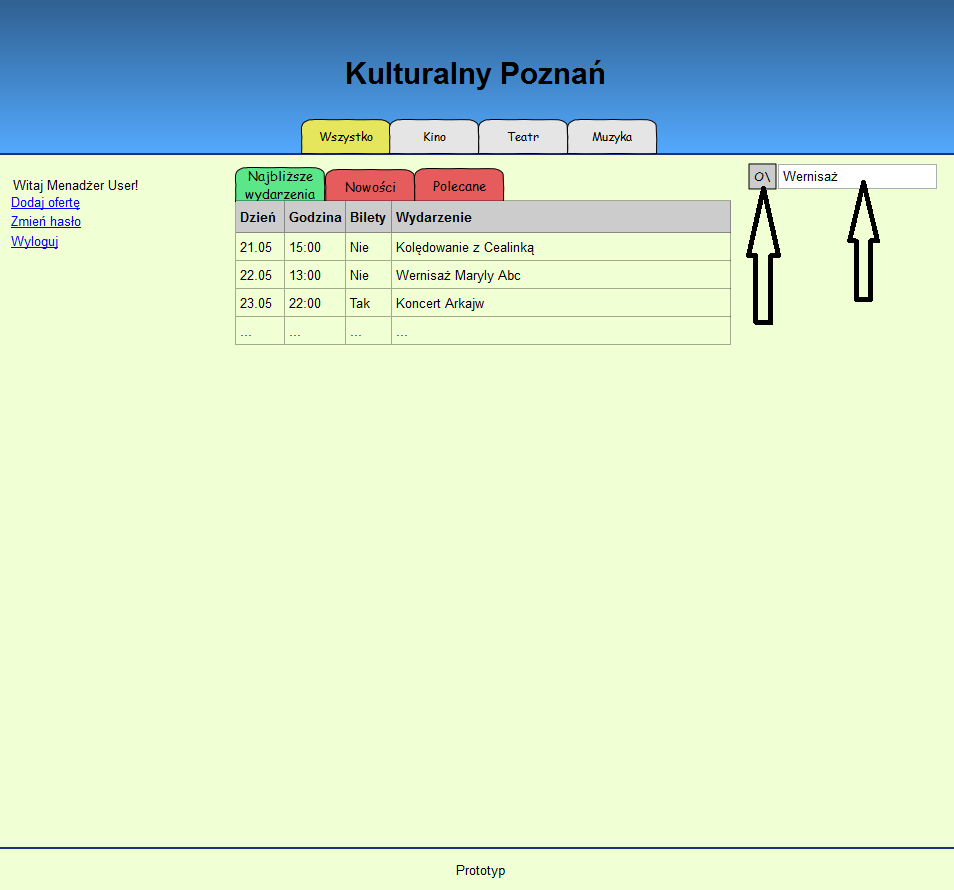 Kulturalny Poznań
Wszystko Kino Teatr Muzyka
Witaj Menadżer User!
Dodaj ofertę
Zmień hasło
Wyloguj
Najbliższe
wydarzenia
Nowości
Polecane
O\
Wernisaż
Dzień Godzina Bilety Wydarzenie
21.05 15:00 Nie Kolędowanie z Cealinką
22.05 13:00 Nie Wernisaż Maryly Abc
23.05 22:00 Tak Koncert Arkajw
... ... ... ...
Prototyp